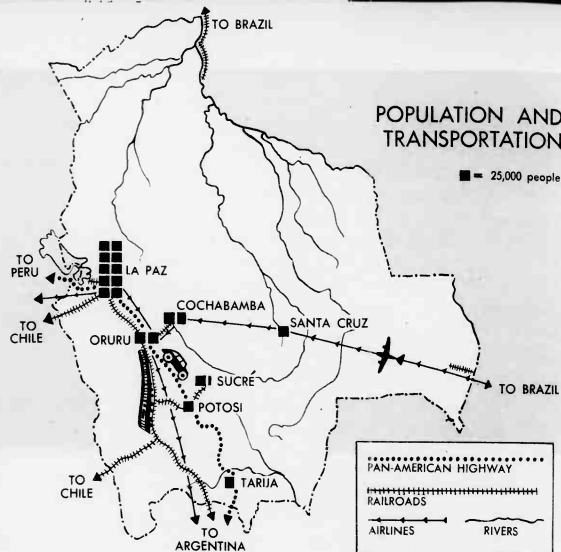 TO BRAZIL
POPULATION AND
TRANSPORTATION
■ = 25,000 people
TO
PERU
LA PAZ
COCHABAMBA
SANTA CRUZ
TO
CHILE
ORURU
SUCRÉ
TO BRAZIL
POTOSI
PAN-AMERICAN HIGHWAY
TO
CHILE
TARIJA
RAILROADS
TO
ARGENTINA
AIRLINES
RIVERS